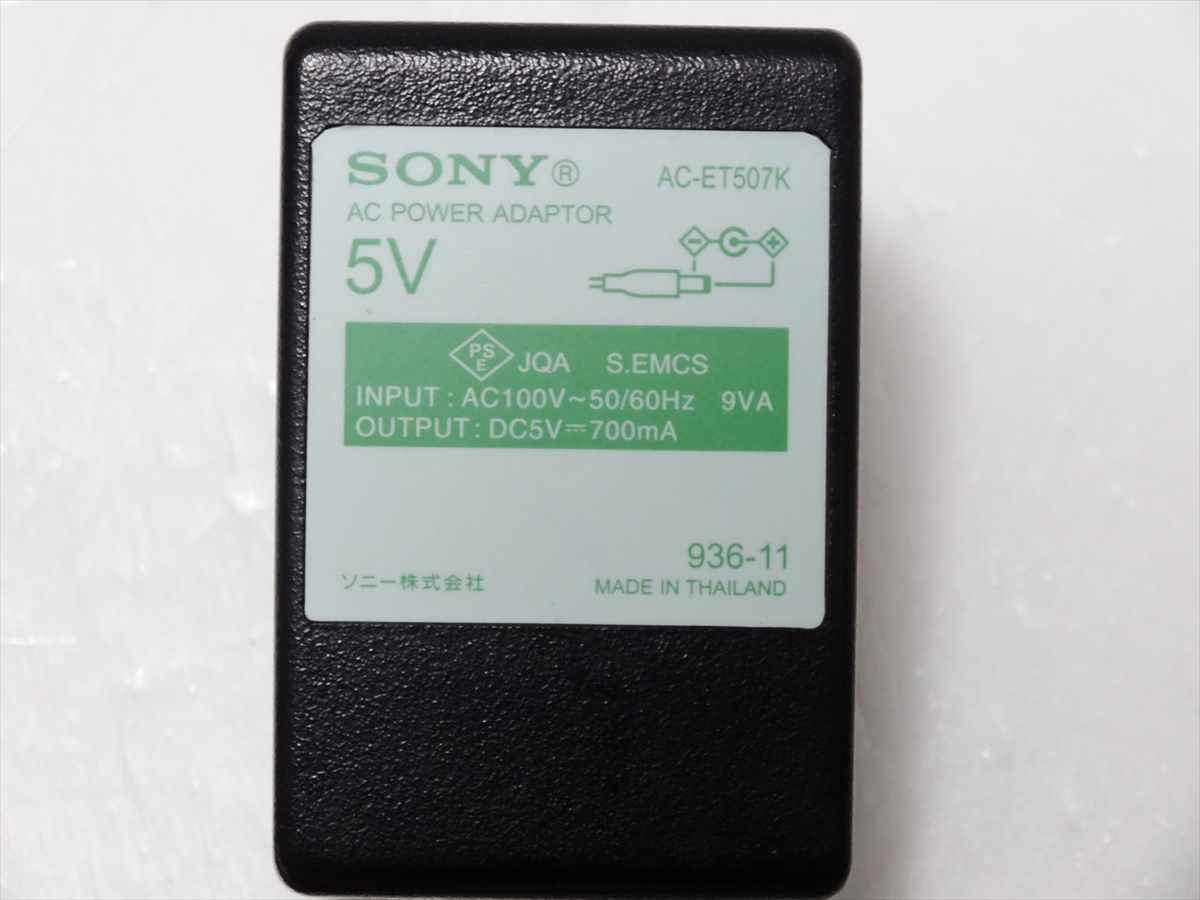 SONY®
AC-ET507K
AC POWER ADAPTOR
5V
PSE JQA S.EMCS
INPUT : AC100V~50/60Hz 9VA
OUTPUT : DC5V⎓700mA
936-11
ソニー株式会社
MADE IN THAILAND